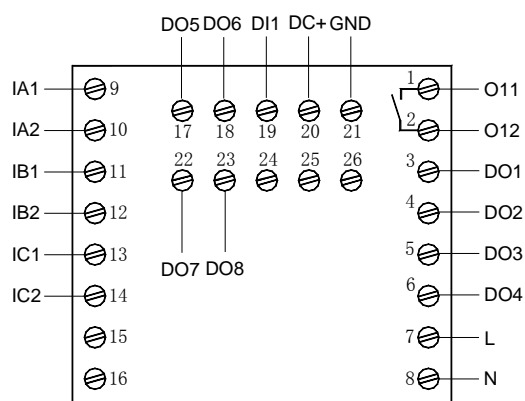 DO5 DO6 DI1 DC+ GND
IA1 9 1 O11
17 18 19 20 21
IA2 10 2 O12
22 23 24 25 26
IB1 11 3 DO1
IB2 12 4 DO2
IC1 13 5 DO3
DO7 DO8
IC2 14 6 DO4
15 7 L
16 8 N